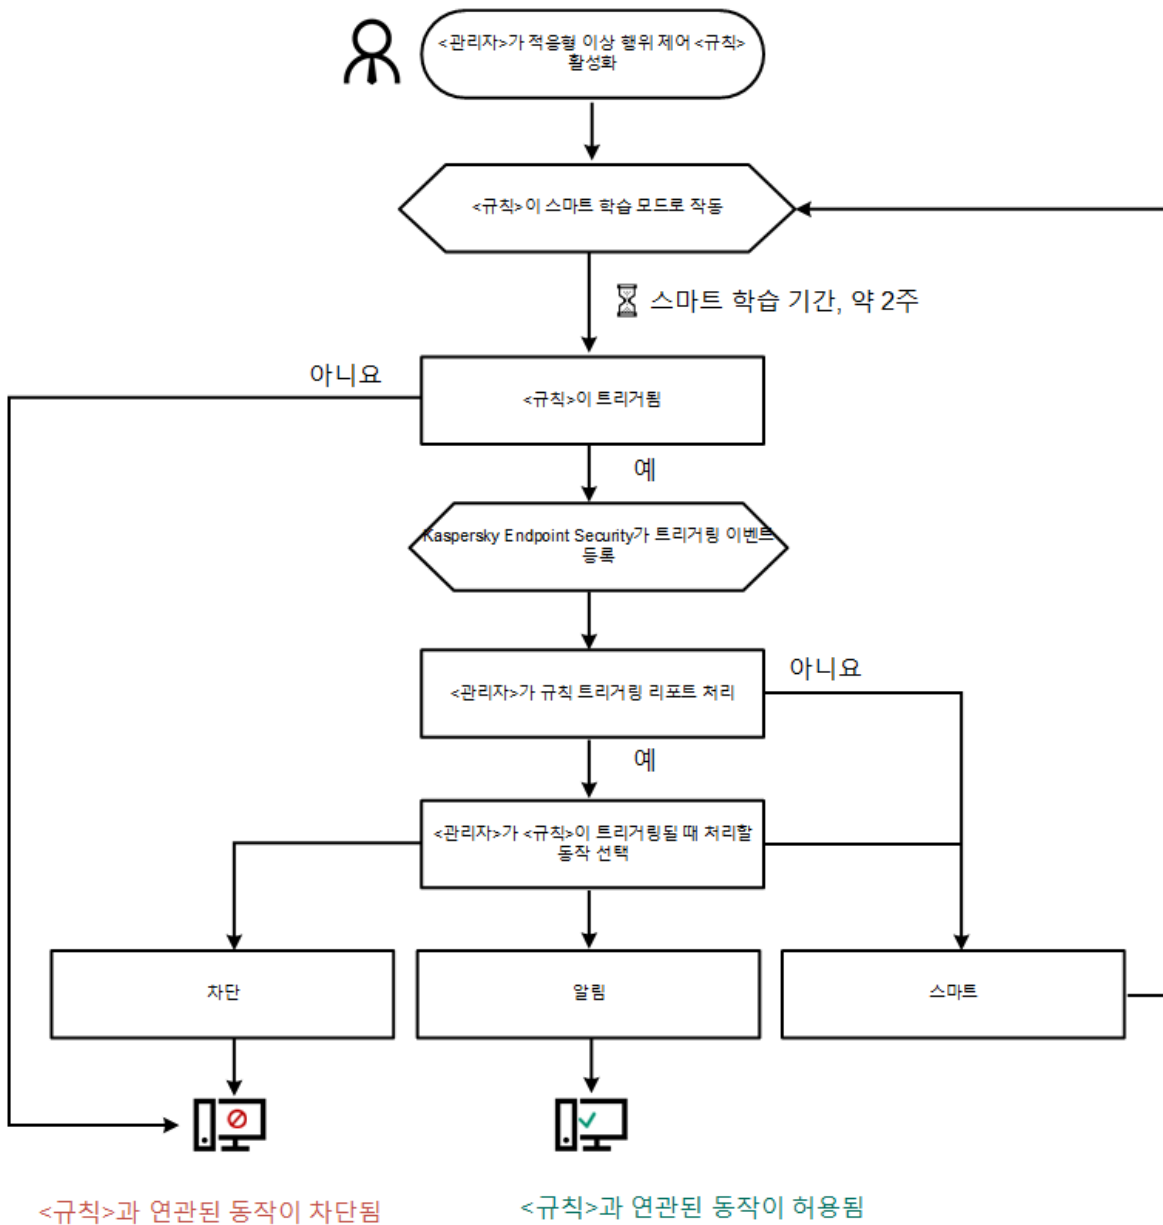 <관리자>가 적응형 이상 행위 제어 <규칙>
활성화
<규칙>이 스마트 학습 모드로 작동
스마트 학습 기간, 약 2주
아니요
<규칙>이 트리거됨
예
Kaspersky Endpoint Security가 트리거링 이벤트
등록
아니요
<관리자>가 규칙 트리거링 리포트 처리
예
<관리자>가 <규칙>이 트리거링될 때 처리할
동작 선택
차단
알림
스마트
<규칙>과 연관된 동작이 차단됨
<규칙>과 연관된 동작이 허용됨